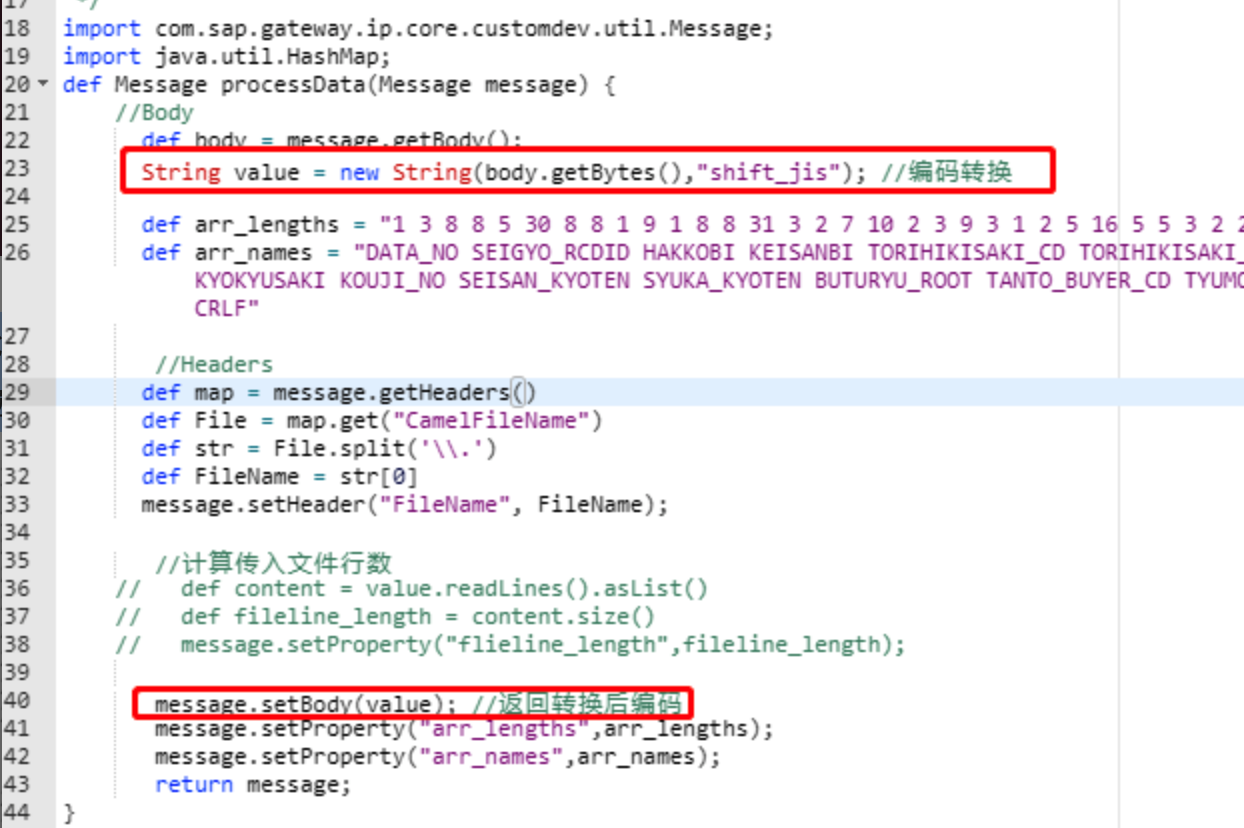 17 */
18 import com.sap.gateway.ip.core.customdev.util.Message;
19 import java.util.HashMap;
20 def Message processData(Message message) {
21 //Body
22 def body = message.getBody();
23 String value = new String(body.getBytes(),"shift_jis"); //编码转换
24
25 def arr_lengths = "1 3 8 8 5 30 8 8 1 9 1 8 8 31 3 2 7 10 2 3 9 3 1 2 5 16 5 5 3 2 2
26 def arr_names = "DATA_NO SEIGYO_RCDID HAKKOBI KEISANBI TORIHIKISAKI_CD TORIHIKISAKI_
KYOKYUSAKI KOUJI_NO SEISAN_KYOTEN SYUKA_KYOTEN BUTURYU_ROOT TANTO_BUYER_CD TYUMO
CRLF"
27
28 //Headers
29 def map = message.getHeaders()
30 def File = map.get("CamelFileName")
31 def str = File.split('\\.')
32 def FileName = str[0]
33 message.setHeader("FileName", FileName);
34
35 //计算传入文件行数
36 // def content = value.readLines().asList()
37 // def fileline_length = content.size()
38 // message.setProperty("flieline_length",fileline_length);
39
40 message.setBody(value); //返回转换后编码
41 message.setProperty("arr_lengths",arr_lengths);
42 message.setProperty("arr_names",arr_names);
43 return message;
44 }